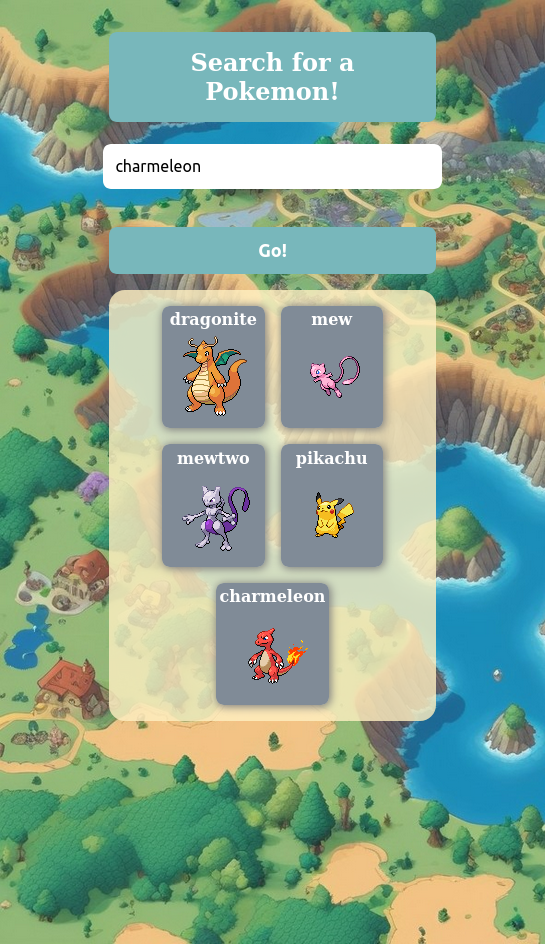 Search for a
Pokemon!
charmeleon
Go!
dragonite
mew
mewtwo
pikachu
charmeleon